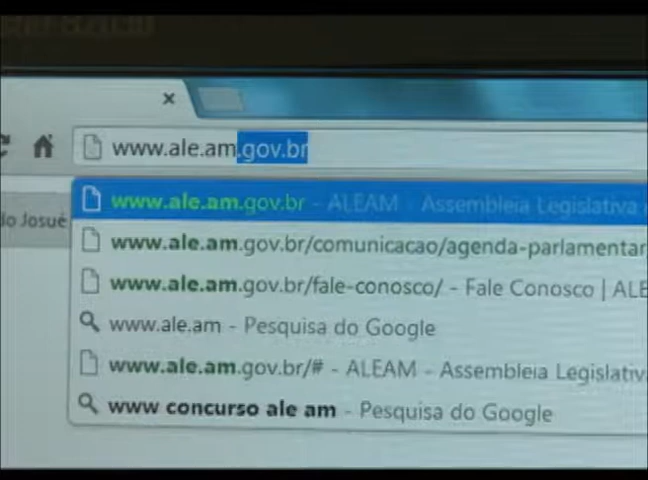 www.ale.am.gov.br
do Josué
www.ale.am.gov.br - ALEAM - Assembleia Legislativa
www.ale.am.gov.br/comunicacao/agenda-parlamentar
www.ale.am.gov.br/fale-conosco/ - Fale Conosco | ALE
www.ale.am - Pesquisa do Google
www.ale.am.gov.br/# - ALEAM - Assembleia Legislativ
www concurso ale am - Pesquisa do Google